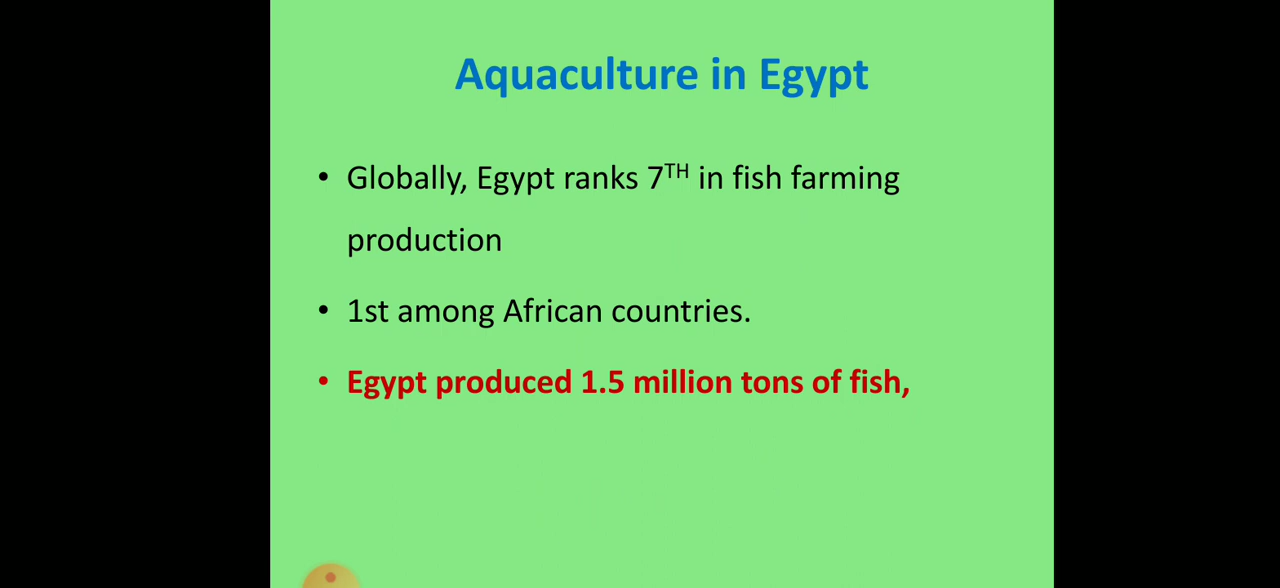 Aquaculture in Egypt
• Globally, Egypt ranks 7TH in fish farming
production
• 1st among African countries.
• Egypt produced 1.5 million tons of fish,